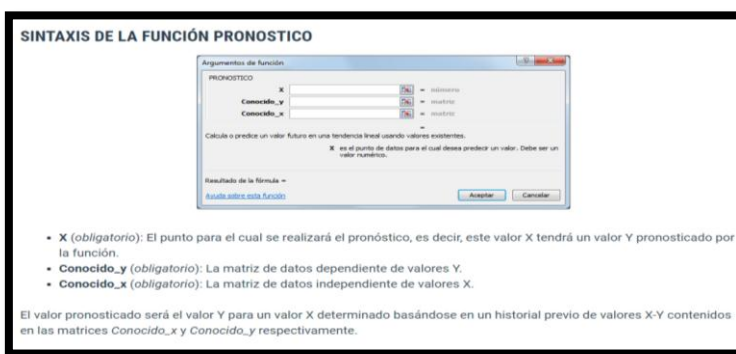 SINTAXIS DE LA FUNCIÓN PRONOSTICO
Argumentos de función
PRONOSTICO
X = número
Conocido_y = matriz
Conocido_x = matriz
=
Calcula o predice un valor futuro en una tendencia lineal usando valores existentes.
X es el punto de datos para el cual desea predecir un valor. Debe ser un
valor numérico.
Resultado de la fórmula =
Ayuda sobre esta función
Aceptar
Cancelar
• X (obligatorio): El punto para el cual se realizará el pronóstico, es decir, este valor X tendrá un valor Y pronosticado por
la función.
• Conocido_y (obligatorio): La matriz de datos dependiente de valores Y.
• Conocido_x (obligatorio): La matriz de datos independiente de valores X.
El valor pronosticado será el valor Y para un valor X determinado basándose en un historial previo de valores X-Y contenidos
en las matrices Conocido_x y Conocido_y respectivamente.